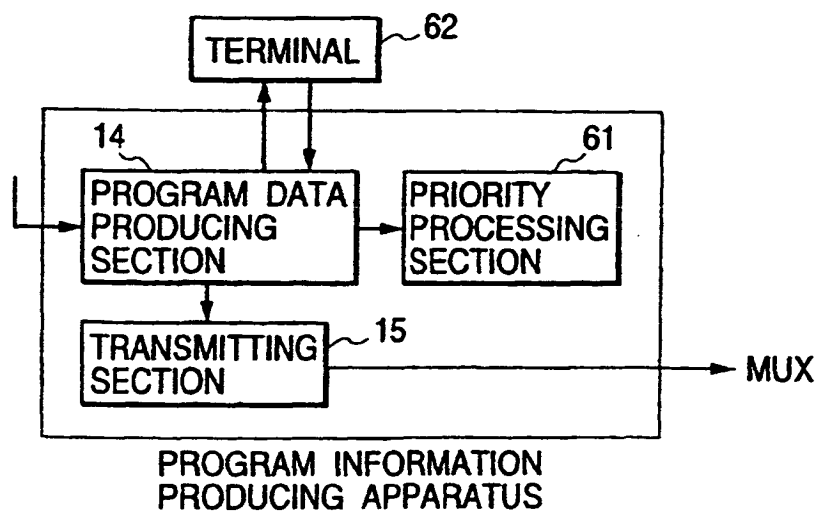 TERMINAL
62
14
PROGRAM DATA
PRODUCING
SECTION
61
PRIORITY
PROCESSING
SECTION
TRANSMITTING
SECTION
15
MUX
PROGRAM INFORMATION
PRODUCING APPARATUS